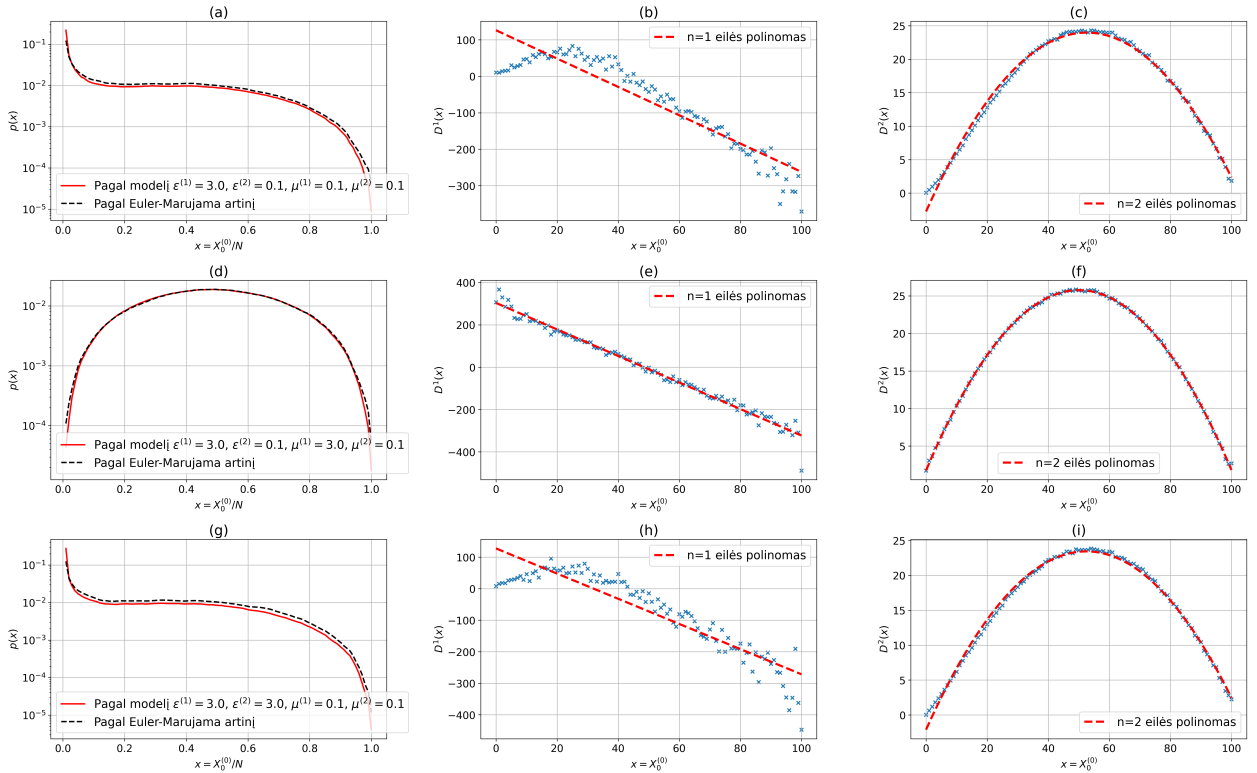 (a)
10⁻¹
10⁻²
10⁻³
10⁻⁴
10⁻⁵
p(x)
Pagal modelį ε⁽¹⁾ = 3.0, ε⁽²⁾ = 0.1, μ⁽¹⁾ = 0.1, μ⁽²⁾ = 0.1
Pagal Euler-Marujama artinį
0.0 0.2 0.4 0.6 0.8 1.0
x = X₀⁽⁰⁾/N
(b)
100
0
−100
−200
−300
D¹(x)
n=1 eilės polinomas
0 20 40 60 80 100
x = X₀⁽⁰⁾
(c)
25
20
15
10
5
0
D²(x)
n=2 eilės polinomas
0 20 40 60 80 100
x = X₀⁽⁰⁾
(d)
10⁻²
10⁻³
10⁻⁴
p(x)
Pagal modelį ε⁽¹⁾ = 3.0, ε⁽²⁾ = 0.1, μ⁽¹⁾ = 3.0, μ⁽²⁾ = 0.1
Pagal Euler-Marujama artinį
0.0 0.2 0.4 0.6 0.8 1.0
x = X₀⁽⁰⁾/N
(e)
400
200
0
−200
−400
D¹(x)
n=1 eilės polinomas
0 20 40 60 80 100
x = X₀⁽⁰⁾
(f)
25
20
15
10
5
D²(x)
n=2 eilės polinomas
0 20 40 60 80 100
x = X₀⁽⁰⁾
(g)
10⁻¹
10⁻²
10⁻³
10⁻⁴
10⁻⁵
p(x)
Pagal modelį ε⁽¹⁾ = 3.0, ε⁽²⁾ = 3.0, μ⁽¹⁾ = 0.1, μ⁽²⁾ = 0.1
Pagal Euler-Marujama artinį
0.0 0.2 0.4 0.6 0.8 1.0
x = X₀⁽⁰⁾/N
(h)
100
0
−100
−200
−300
−400
D¹(x)
n=1 eilės polinomas
0 20 40 60 80 100
x = X₀⁽⁰⁾
(i)
25
20
15
10
5
0
D²(x)
n=2 eilės polinomas
0 20 40 60 80 100
x = X₀⁽⁰⁾